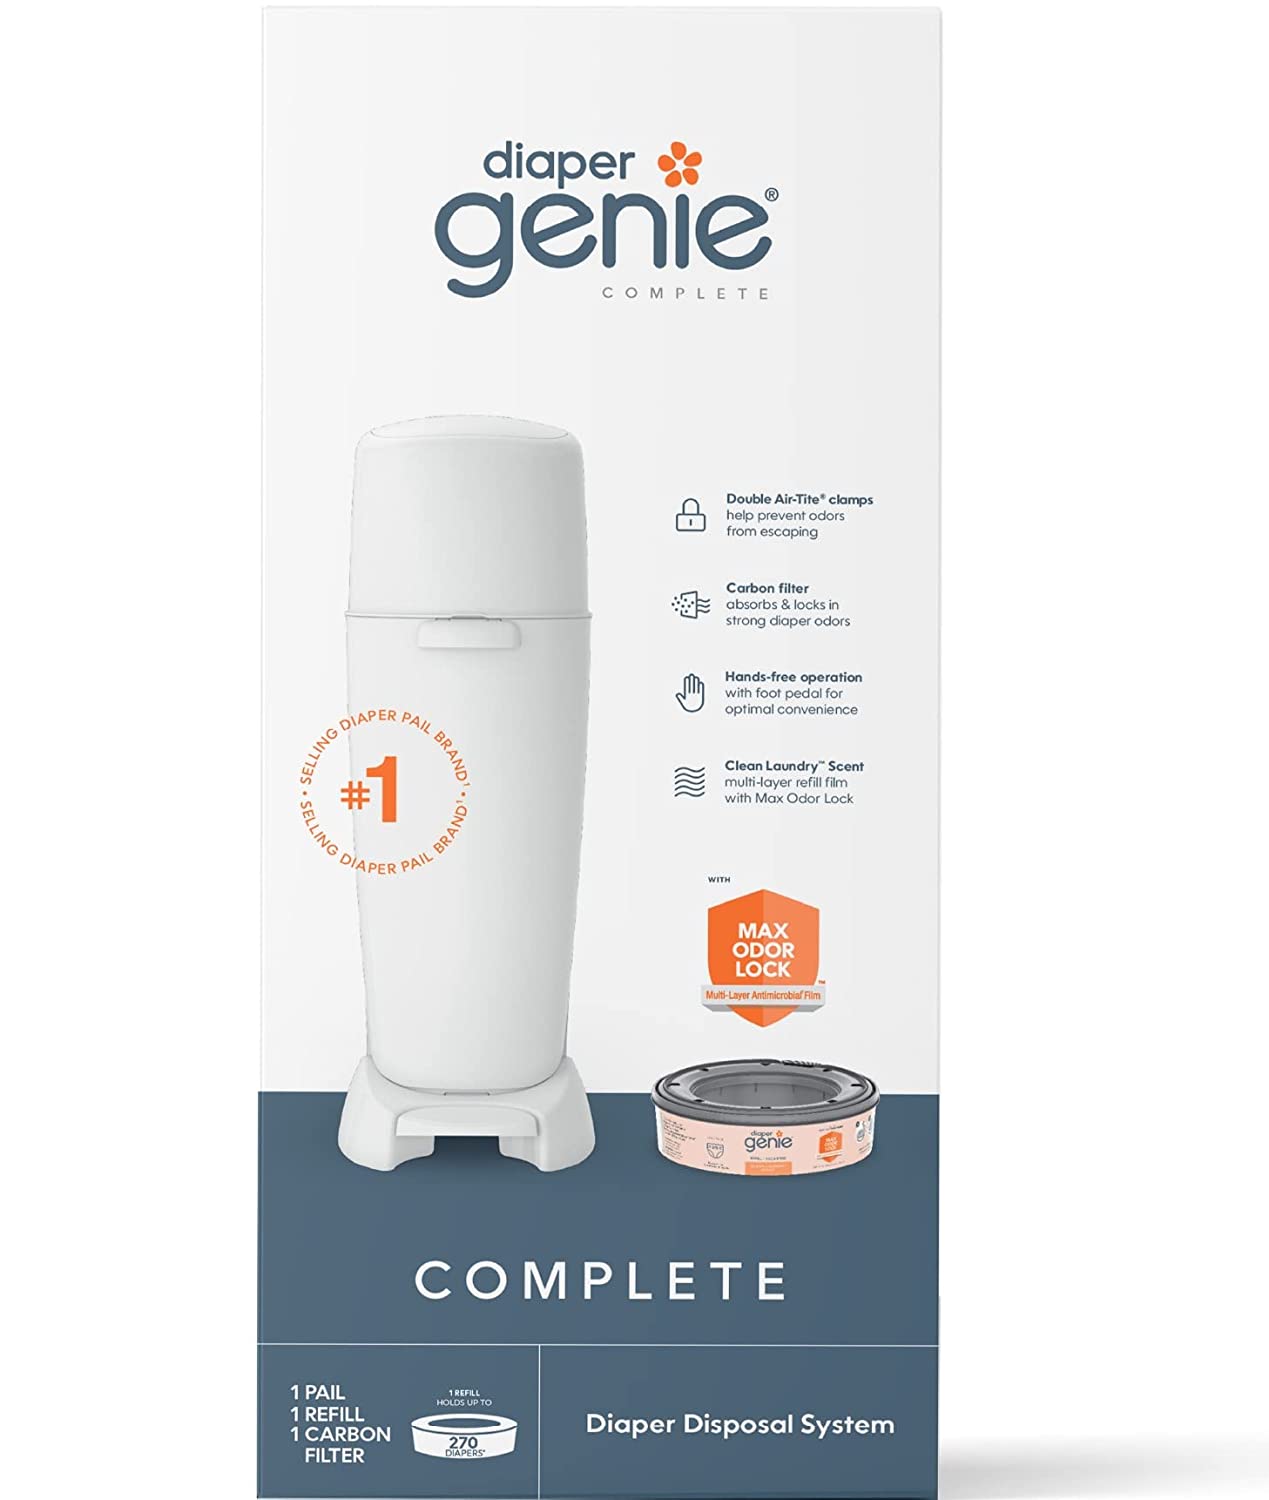 diaper
genie®
COMPLETE
Double Air-Tite® clamps
help prevent odors
from escaping
Carbon filter
absorbs & locks in
strong diaper odors
Hands-free operation
with foot pedal for
optimal convenience
Clean Laundry™ Scent
multi-layer refill film
with Max Odor Lock
SELLING DIAPER PAIL BRAND¹ • SELLING DIAPER PAIL BRAND¹ •
#1
WITH
MAX
ODOR
LOCK™
Multi-Layer Antimicrobial* Film
diaper
genie
MAX
ODOR
LOCK
COMPLETE
1 PAIL
1 REFILL
1 CARBON
FILTER
1 REFILL
HOLDS UP TO
270
DIAPERS*
Diaper Disposal System